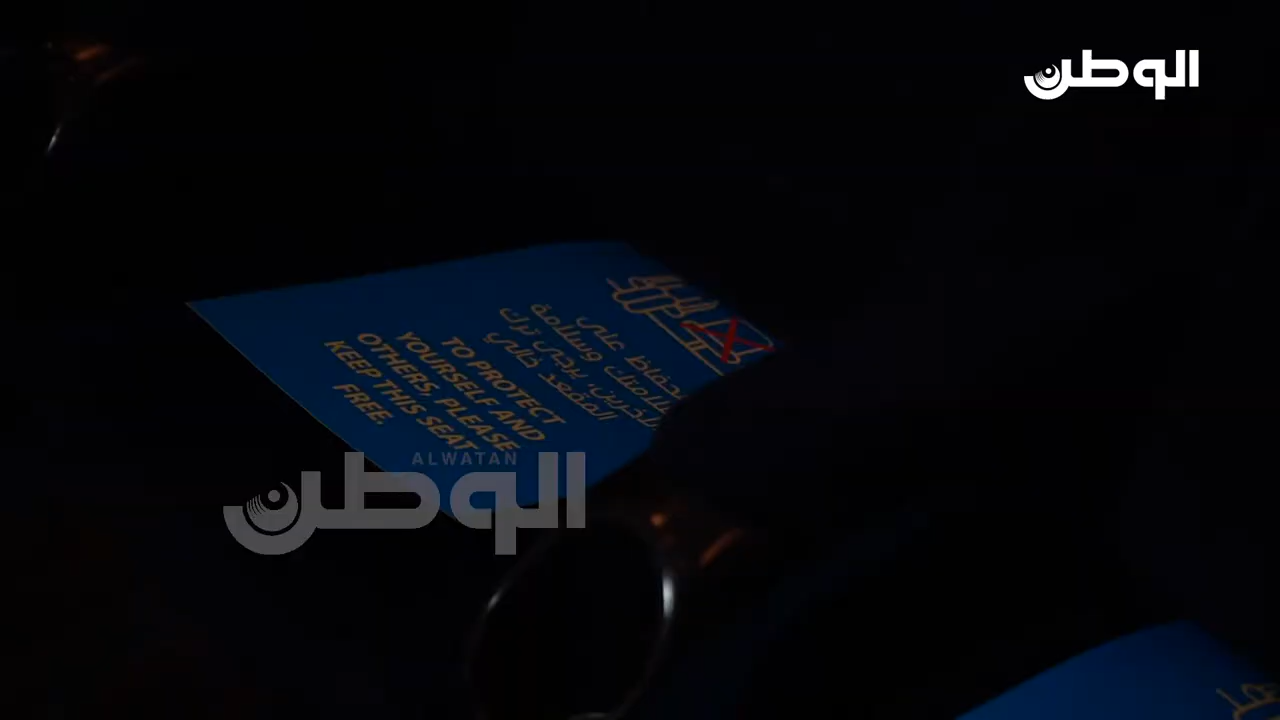 الوطن
للحفاظ على
سلامتك وسلامة
الآخرين، يرجى ترك
المقعد خالي
TO PROTECT
YOURSELF AND
OTHERS, PLEASE
KEEP THIS SEAT
FREE.
ALWATAN
الوطن